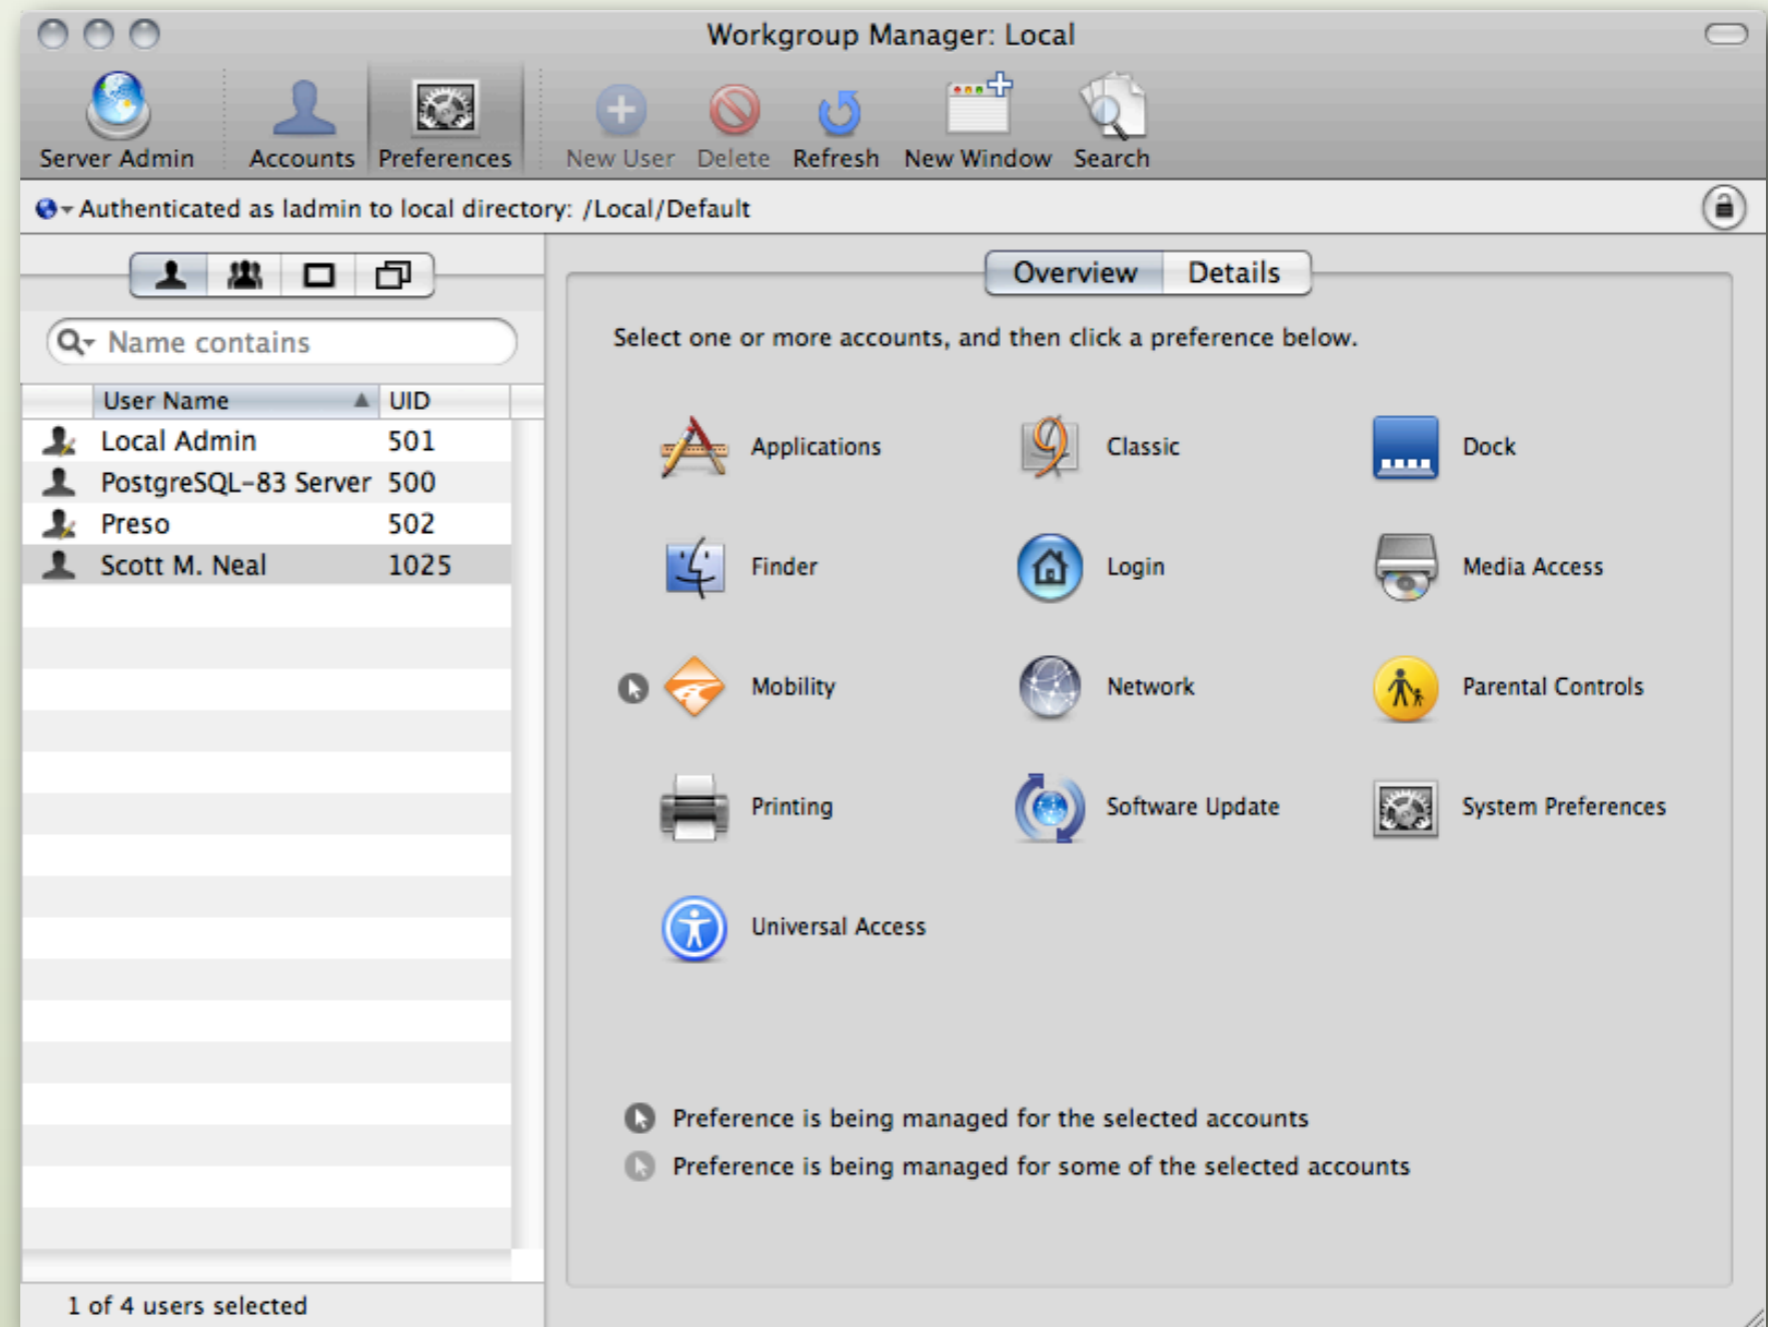 Workgroup Manager: Local
Server Admin Accounts Preferences New User Delete Refresh New Window Search
Authenticated as ladmin to local directory: /Local/Default
Overview Details
Name contains
Select one or more accounts, and then click a preference below.
User Name UID
Local Admin 501
PostgreSQL-83 Server 500
Preso 502
Scott M. Neal 1025
Applications Classic Dock
Finder Login Media Access
Mobility Network Parental Controls
Printing Software Update System Preferences
Universal Access
Preference is being managed for the selected accounts
Preference is being managed for some of the selected accounts
1 of 4 users selected